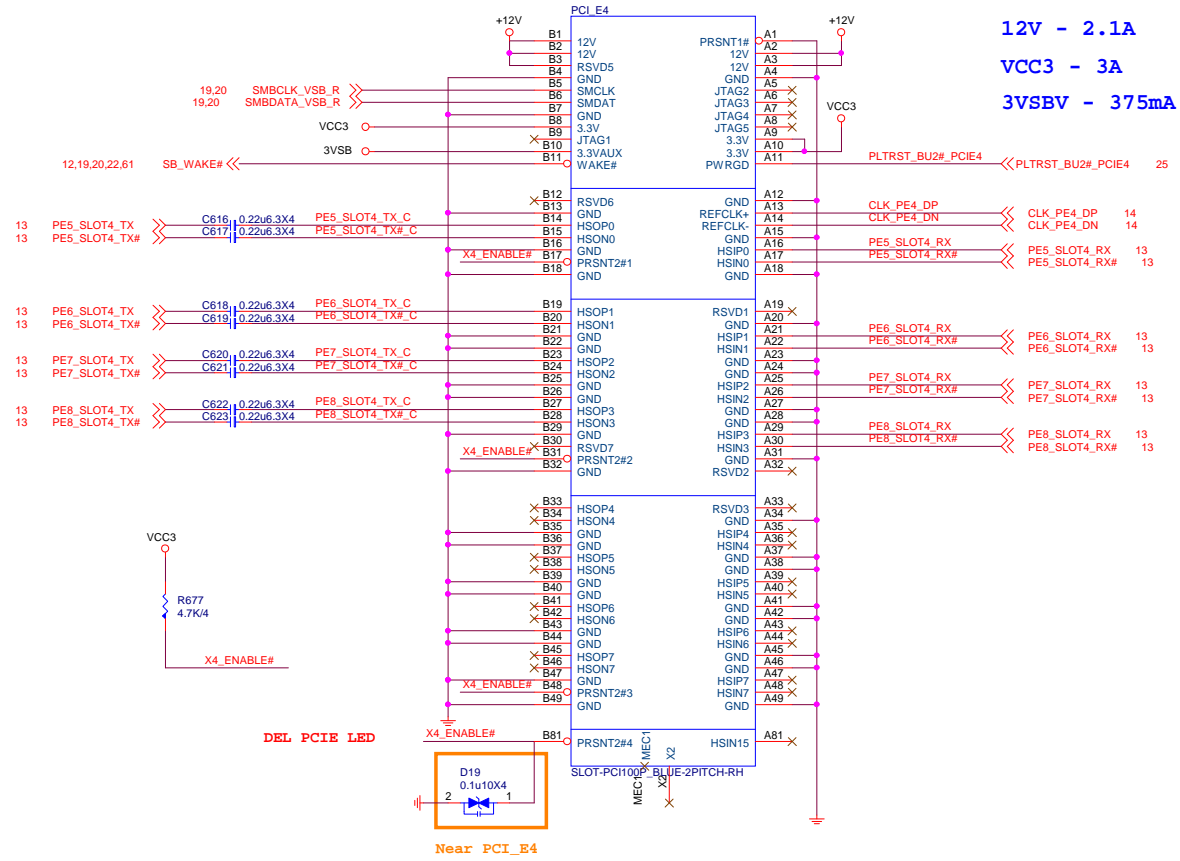 PCI_E4
12V - 2.1A
VCC3 - 3A
3VSBV - 375mA
+12V
+12V
B1 12V PRSNT1# A1
B2 12V 12V A2
B3 RSVD5 12V A3
B4 GND GND A4
19,20 SMBCLK_VSB_R B5 SMCLK JTAG2 A5
19,20 SMBDATA_VSB_R B6 SMDAT JTAG3 A6
B7 GND JTAG4 A7
VCC3 B8 3.3V JTAG5 A8 VCC3
B9 JTAG1 3.3V A9
3VSB B10 3.3VAUX 3.3V A10
12,19,20,22,61 SB_WAKE# B11 WAKE# PWRGD A11 PLTRST_BU2#_PCIE4 PLTRST_BU2#_PCIE4 25
B12 RSVD6 GND A12
B13 GND REFCLK+ A13 CLK_PE4_DP CLK_PE4_DP 14
13 PE5_SLOT4_TX C616 0.22u6.3X4 PE5_SLOT4_TX_C B14 HSOP0 REFCLK- A14 CLK_PE4_DN CLK_PE4_DN 14
13 PE5_SLOT4_TX# C617 0.22u6.3X4 PE5_SLOT4_TX#_C B15 HSON0 GND A15
B16 GND HSIP0 A16 PE5_SLOT4_RX PE5_SLOT4_RX 13
X4_ENABLE# B17 PRSNT2#1 HSIN0 A17 PE5_SLOT4_RX# PE5_SLOT4_RX# 13
B18 GND GND A18
13 PE6_SLOT4_TX C618 0.22u6.3X4 PE6_SLOT4_TX_C B19 HSOP1 RSVD1 A19
13 PE6_SLOT4_TX# C619 0.22u6.3X4 PE6_SLOT4_TX#_C B20 HSON1 GND A20
B21 GND HSIP1 A21 PE6_SLOT4_RX PE6_SLOT4_RX 13
B22 GND HSIN1 A22 PE6_SLOT4_RX# PE6_SLOT4_RX# 13
13 PE7_SLOT4_TX C620 0.22u6.3X4 PE7_SLOT4_TX_C B23 HSOP2 GND A23
13 PE7_SLOT4_TX# C621 0.22u6.3X4 PE7_SLOT4_TX#_C B24 HSON2 GND A24
B25 GND HSIP2 A25 PE7_SLOT4_RX PE7_SLOT4_RX 13
B26 GND HSIN2 A26 PE7_SLOT4_RX# PE7_SLOT4_RX# 13
13 PE8_SLOT4_TX C622 0.22u6.3X4 PE8_SLOT4_TX_C B27 HSOP3 GND A27
13 PE8_SLOT4_TX# C623 0.22u6.3X4 PE8_SLOT4_TX#_C B28 HSON3 GND A28
B29 GND HSIP3 A29 PE8_SLOT4_RX PE8_SLOT4_RX 13
B30 RSVD7 HSIN3 A30 PE8_SLOT4_RX# PE8_SLOT4_RX# 13
X4_ENABLE# B31 PRSNT2#2 GND A31
B32 GND RSVD2 A32
B33 HSOP4 RSVD3 A33
B34 HSON4 GND A34
B35 GND HSIP4 A35
B36 GND HSIN4 A36
B37 HSOP5 GND A37
B38 HSON5 GND A38
B39 GND HSIP5 A39
B40 GND HSIN5 A40
B41 HSOP6 GND A41
B42 HSON6 GND A42
B43 GND HSIP6 A43
B44 GND HSIN6 A44
B45 HSOP7 GND A45
B46 HSON7 GND A46
B47 GND HSIP7 A47
X4_ENABLE# B48 PRSNT2#3 HSIN7 A48
B49 GND GND A49
X4_ENABLE# B81 PRSNT2#4 HSIN15 A81
MEC1 X2
SLOT-PCI100P_BLUE-2PITCH-RH
MEC1 X2
VCC3
R677
4.7K/4
X4_ENABLE#
DEL PCIE LED
D19
0.1u10X4
2 1
Near PCI_E4